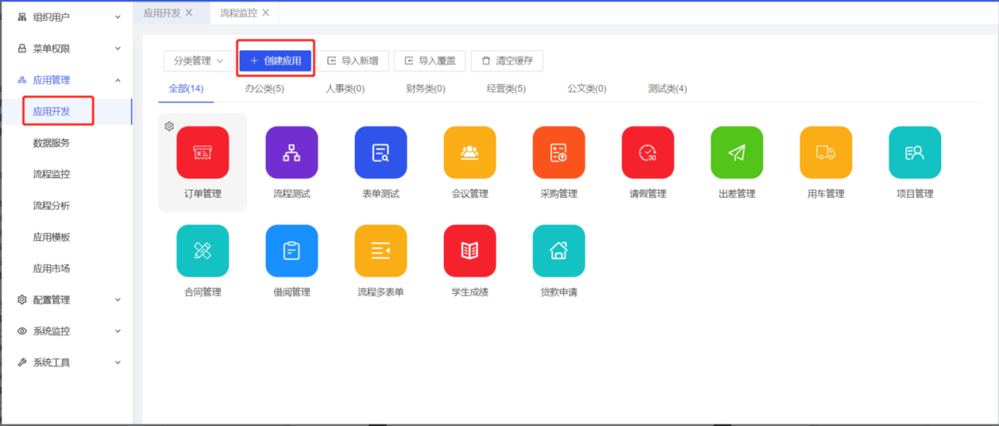 组织用户
菜单权限
应用管理
应用开发
数据服务
流程监控
流程分析
应用模板
应用市场
配置管理
系统监控
系统工具
应用开发 X 流程监控 X
分类管理 + 创建应用 导入新增 导入覆盖 清空缓存
全部(14) 办公类(5) 人事类(0) 财务类(0) 经营类(5) 公文类(0) 测试类(4)
订单管理 流程测试 表单测试 会议管理 采购管理 请假管理 出差管理 用车管理 项目管理
30
合同管理 借阅管理 流程多表单 学生成绩 贷款申请